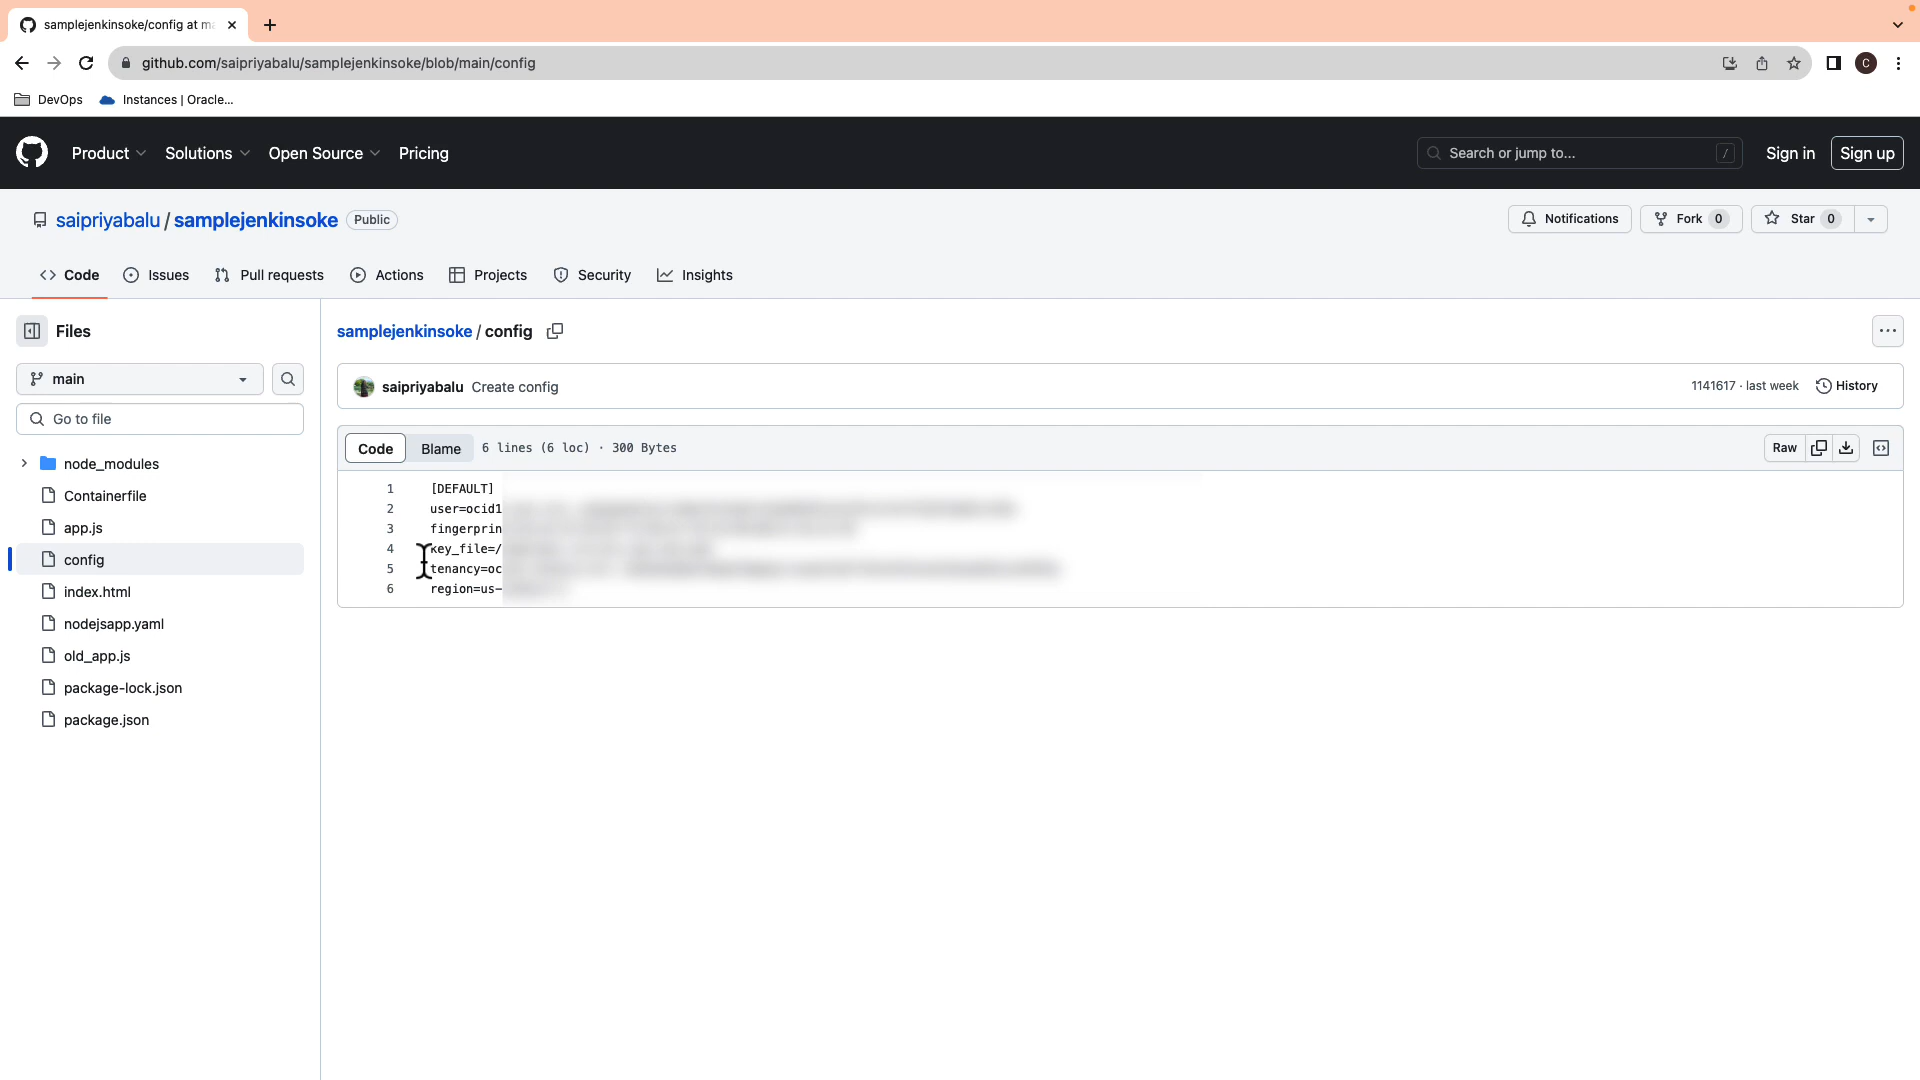 samplejenkinsoke/config at ma
github.com/saipriyabalu/samplejenkinsoke/blob/main/config
C
DevOps
Instances | Oracle...
Product
Solutions
Open Source
Pricing
Search or jump to...
/
Sign in
Sign up
saipriyabalu / samplejenkinsoke
Public
Notifications
Fork 0
Star 0
Code
Issues
Pull requests
Actions
Projects
Security
Insights
Files
main
Go to file
node_modules
Containerfile
app.js
config
index.html
nodejsapp.yaml
old_app.js
package-lock.json
package.json
samplejenkinsoke / config
saipriyabalu Create config
1141617 · last week
History
Code
Blame
6 lines (6 loc) · 300 Bytes
Raw
1 [DEFAULT]
2 user=ocid1
3 fingerprin
4 key_file=/
5 tenancy=oc
6 region=us-